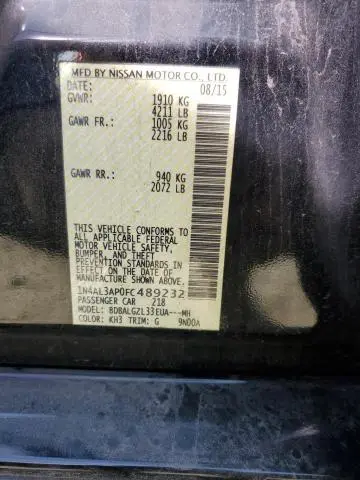 MFD BY NISSAN MOTOR CO., LTD.
DATE: 08/15
GVWR: 1910 KG
4211 LB
GAWR FR.: 1005 KG
2216 LB
GAWR RR.: 940 KG
2072 LB
THIS VEHICLE CONFORMS TO
ALL APPLICABLE FEDERAL
MOTOR VEHICLE SAFETY,
BUMPER, AND THEFT
PREVENTION STANDARDS IN
EFFECT ON THE DATE OF
MANUFACTURE SHOWN ABOVE.
1N4AL3AP0FC489232
PASSENGER CAR 218
MODEL: BDBALGZL33EUA---MH
COLOR: KH3 TRIM: G 9N00A